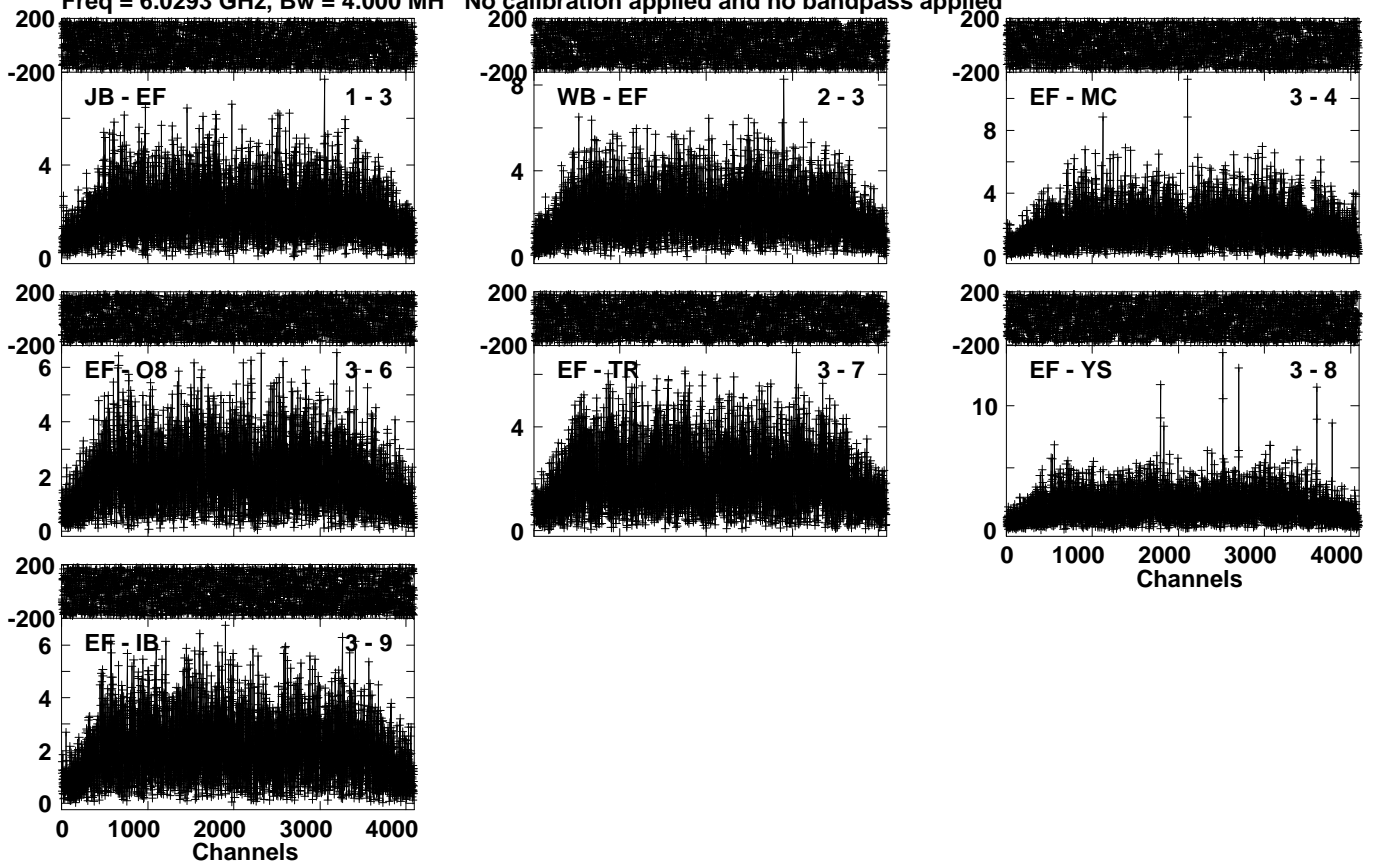 Freq = 6.0293 GHz, Bw = 4.000 MH No calibration applied and no bandpass applied
200
-200
JB - EF 1 - 3
4
0
200
-200
8
WB - EF 2 - 3
4
0
200
-200
EF - MC 3 - 4
8
4
0
200
-200
6
EF - O8 3 - 6
4
2
0
200
-200
EF - TR 3 - 7
4
0
200
-200
EF - YS 3 - 8
10
0
0 1000 2000 3000 4000
Channels
200
-200
6
EF - IB 3 - 9
4
2
0
0 1000 2000 3000 4000
Channels